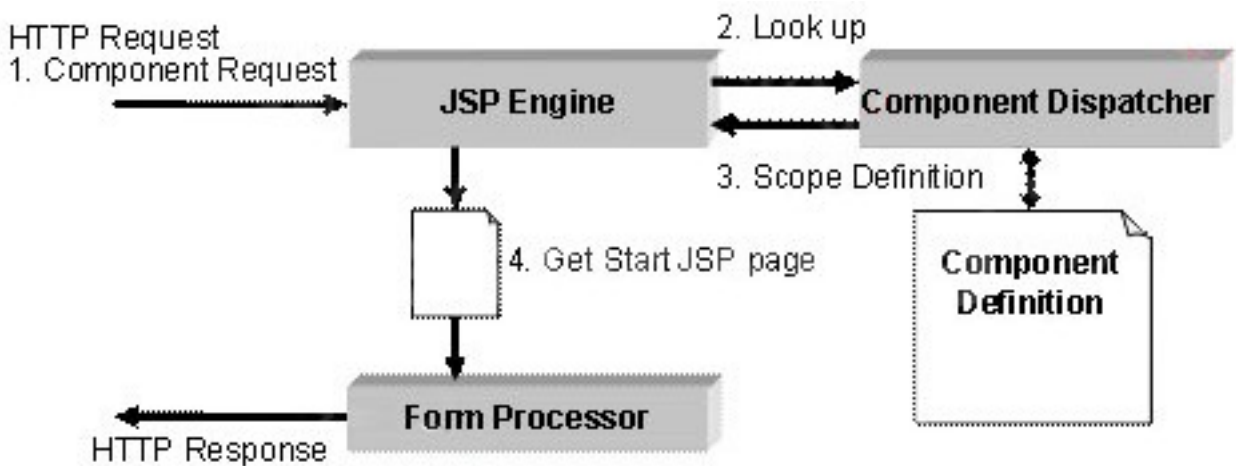 HTTP Request
1. Component Request
2. Look up
JSP Engine
Component Dispatcher
3. Scope Definition
4. Get Start JSP page
Component
Definition
Form Processor
HTTP Response